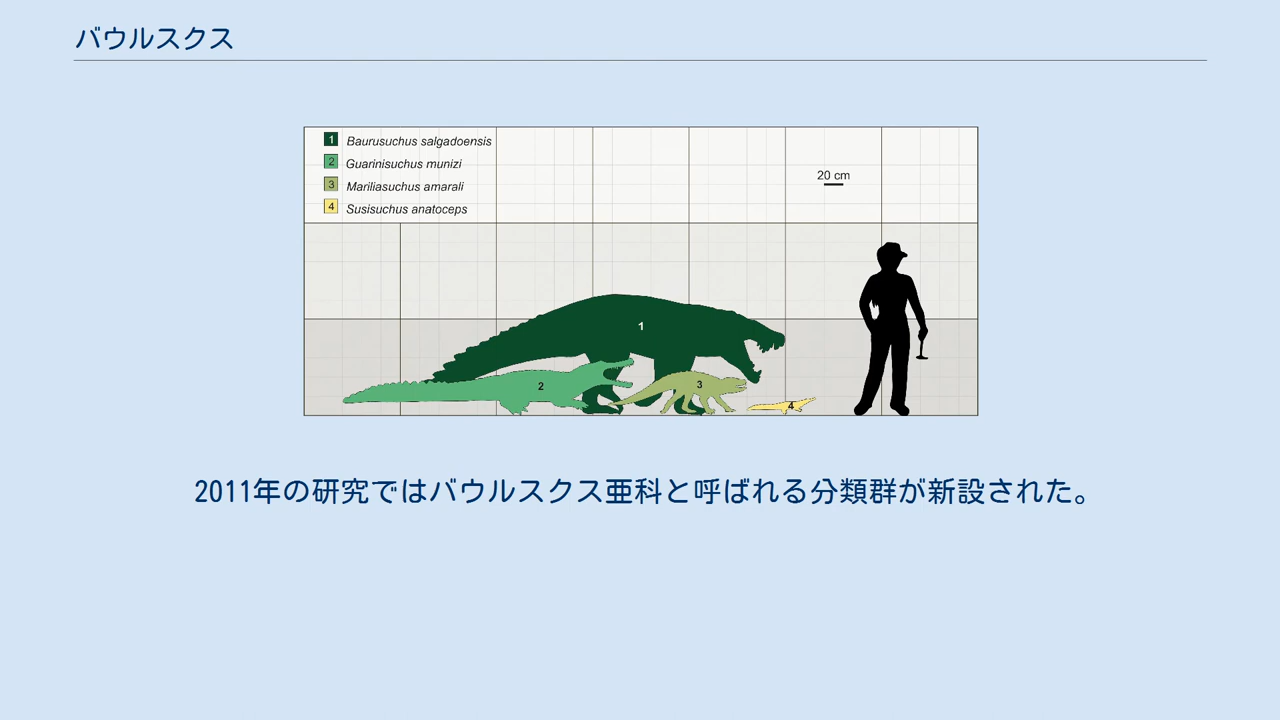 バウルスクス
1 Baurusuchus salgadoensis
2 Guarinisuchus munizi
3 Mariliasuchus amarali
4 Susisuchus anatoceps
20 cm
1
2
3
4
2011年の研究ではバウルスクス亜科と呼ばれる分類群が新設された。